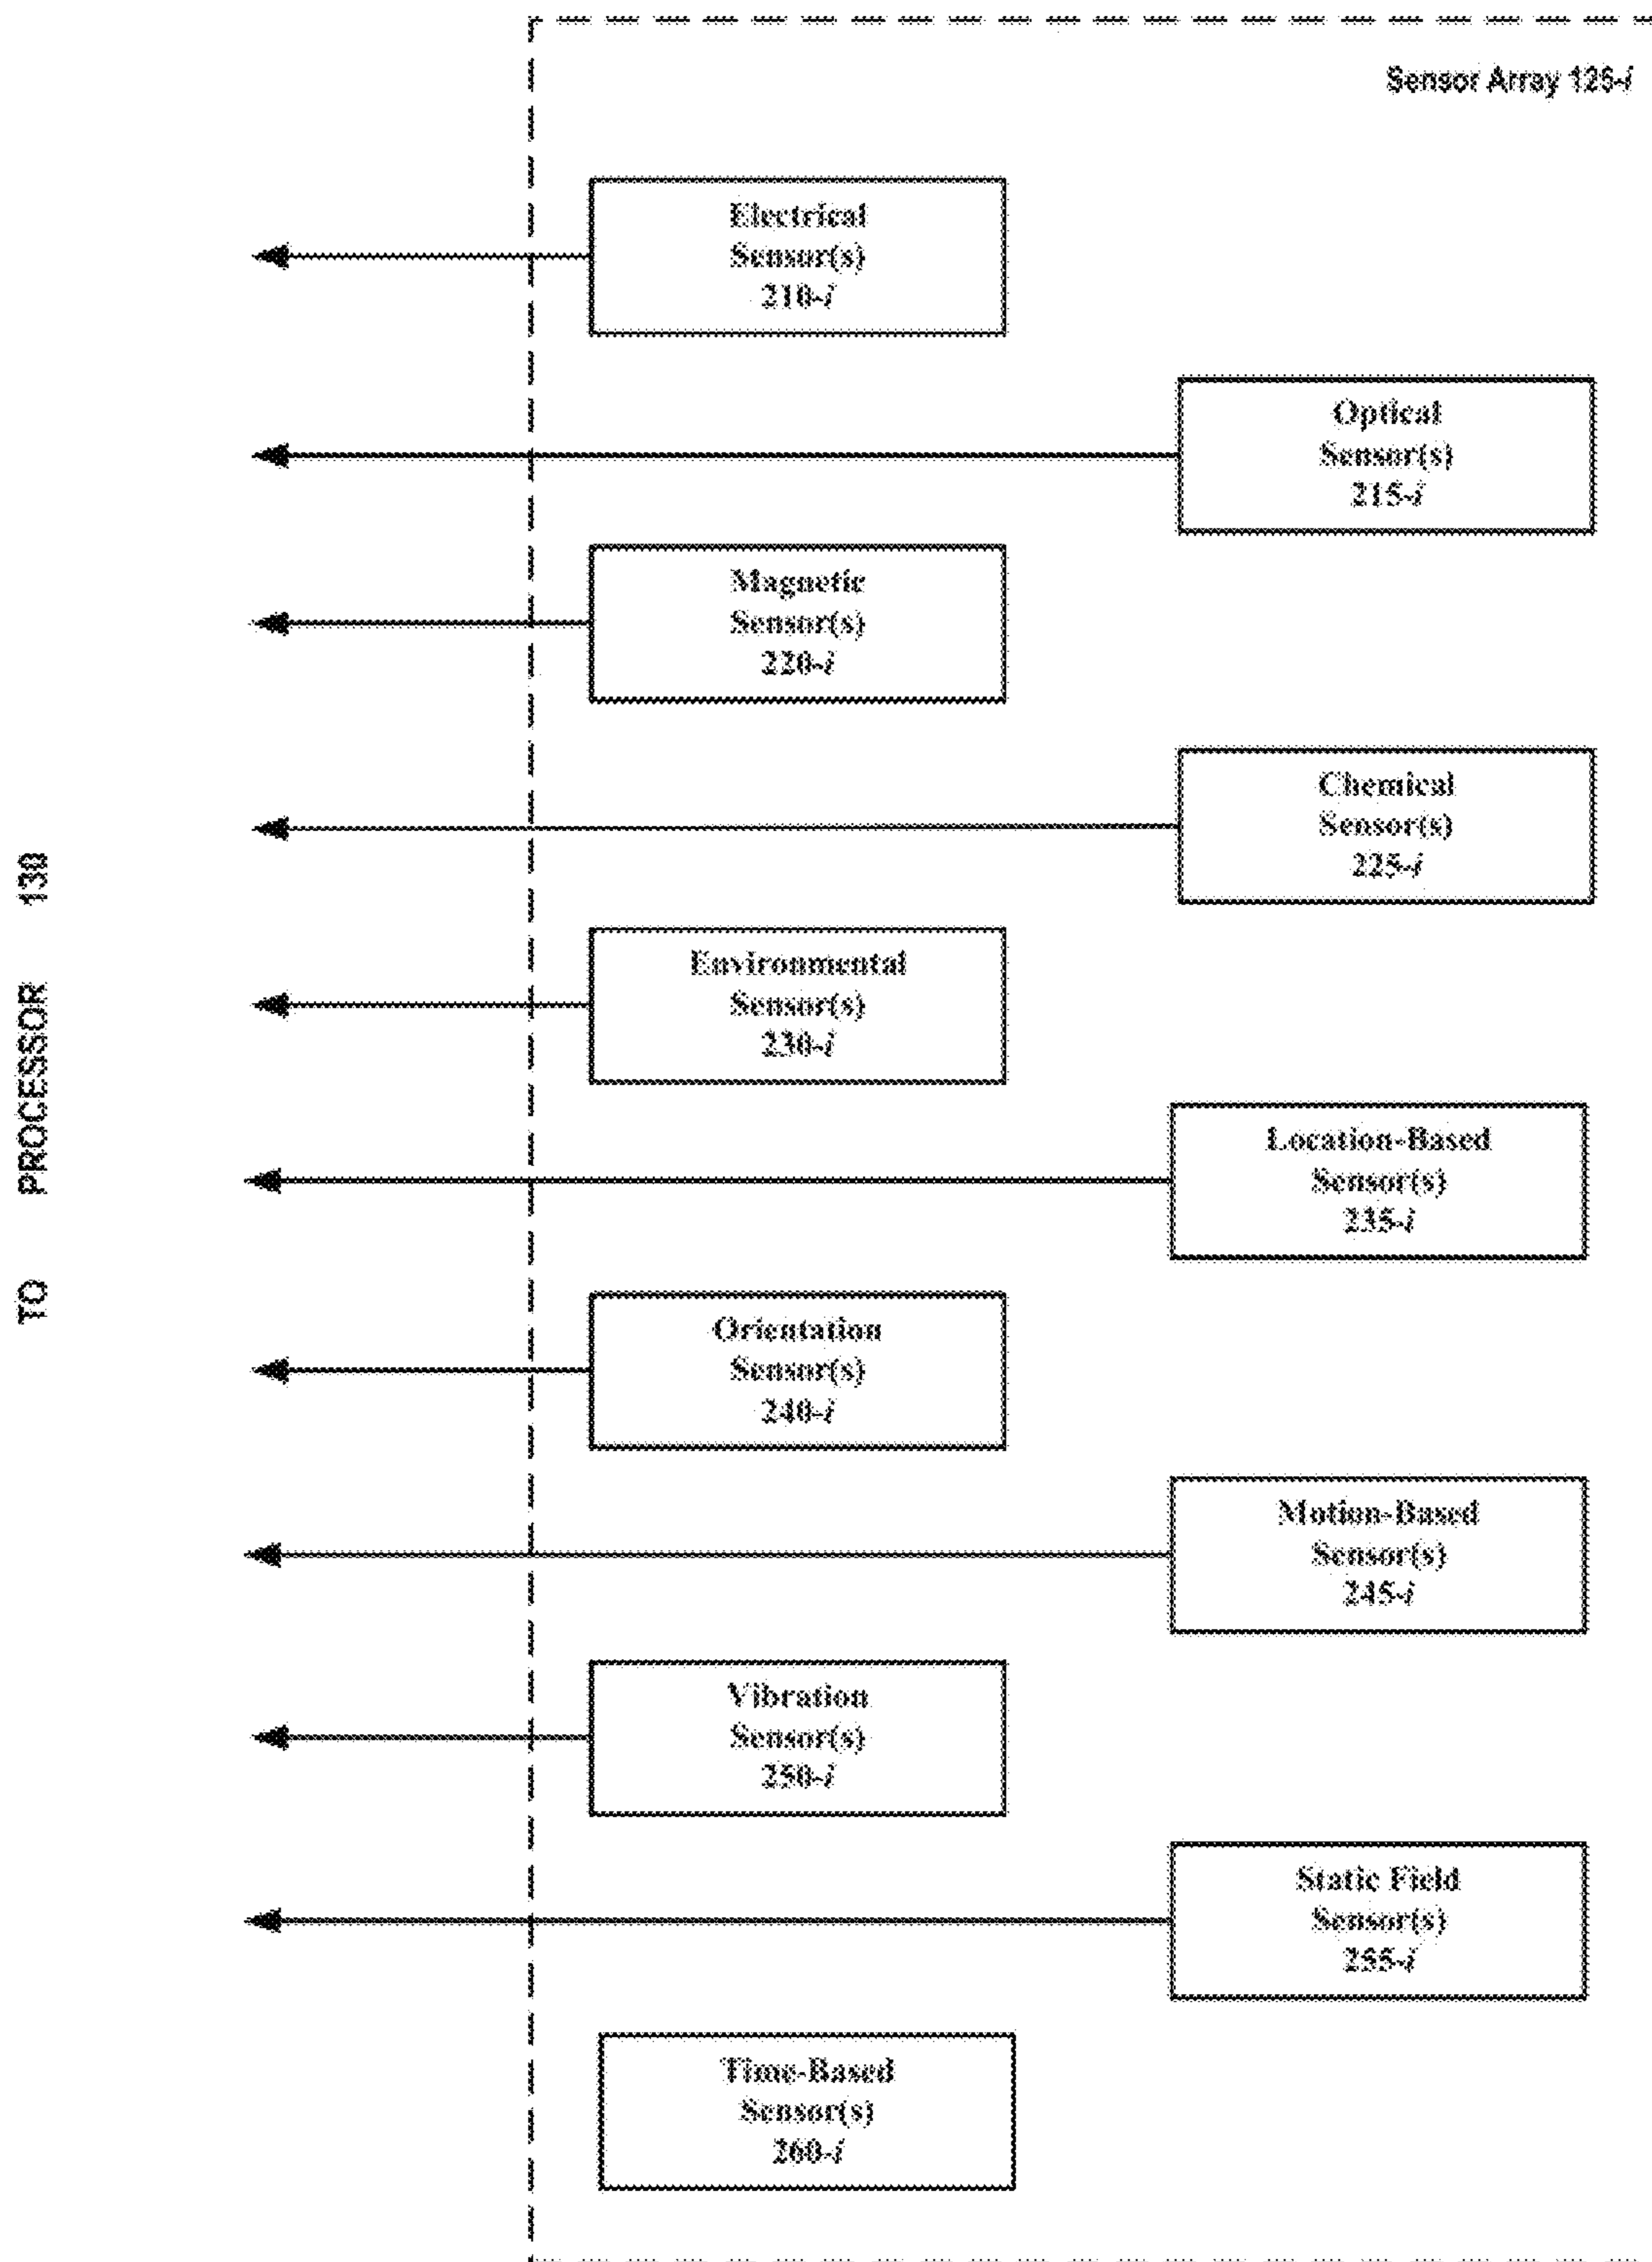 Sensor Array 125-i
Electrical
Sensor(s)
210-i
Optical
Sensor(s)
215-i
Magnetic
Sensor(s)
220-i
Chemical
Sensor(s)
225-i
Environmental
Sensor(s)
230-i
Location-Based
Sensor(s)
235-i
Orientation
Sensor(s)
240-i
Motion-Based
Sensor(s)
245-i
Vibration
Sensor(s)
250-i
Static Field
Sensor(s)
255-i
Time-Based
Sensor(s)
260-i
TO PROCESSOR 130